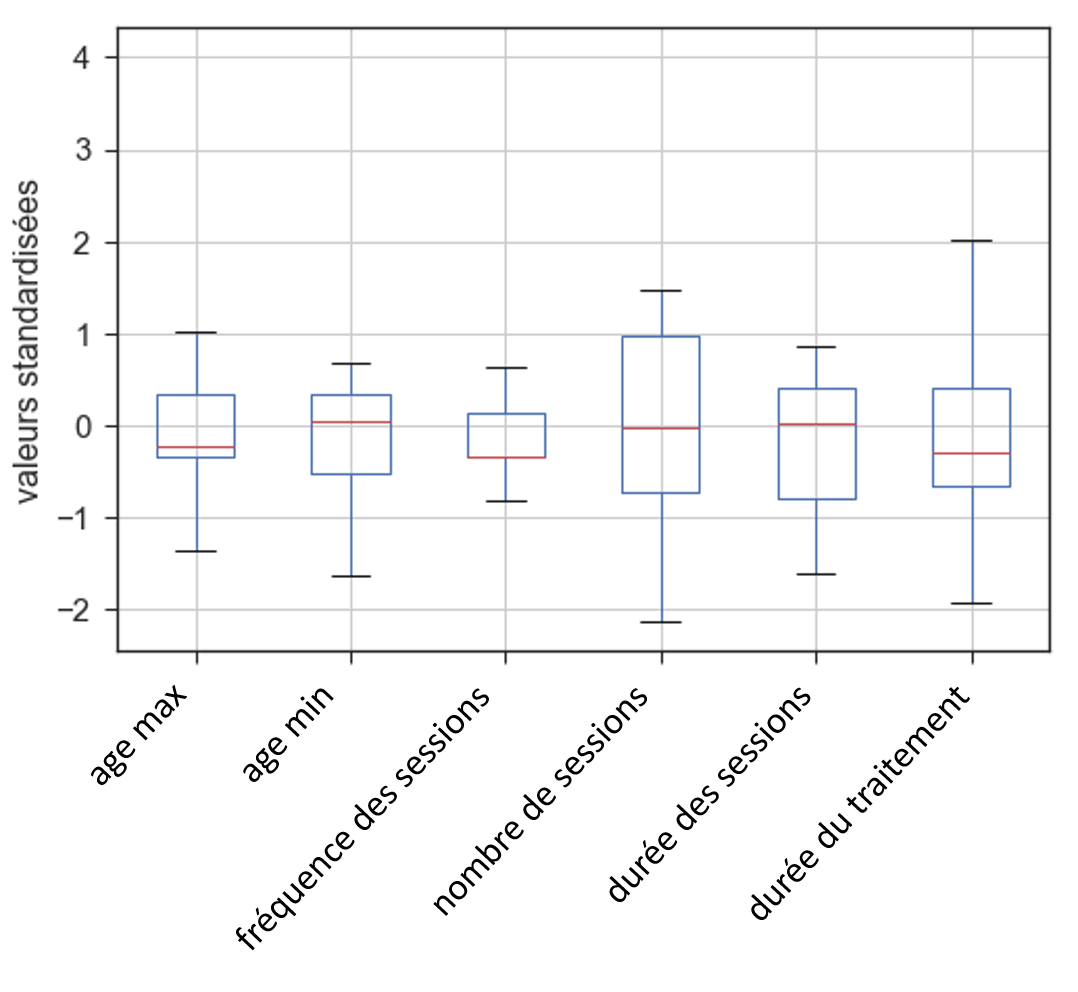 4
3
2
1
0
−1
−2
valeurs standardisées
age max
age min
fréquence des sessions
nombre de sessions
durée des sessions
durée du traitement